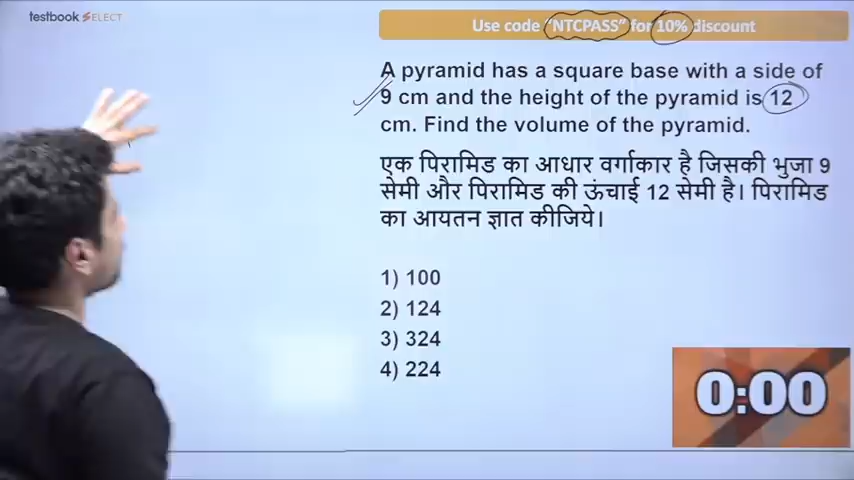 testbook SELECT
Use code "NTCPASS" for 10% discount
A pyramid has a square base with a side of
9 cm and the height of the pyramid is 12
cm. Find the volume of the pyramid.
एक पिरामिड का आधार वर्गाकार है जिसकी भुजा 9
सेमी और पिरामिड की ऊंचाई 12 सेमी है। पिरामिड
का आयतन ज्ञात कीजिये।
1) 100
2) 124
3) 324
4) 224
0:00